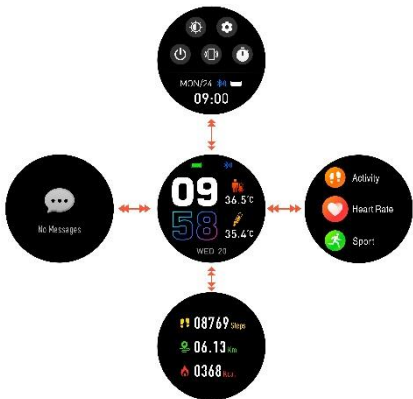 MON/24
09:00
No Messages
09
58
36.5℃
35.4℃
WED 20
Activity
Heart Rate
Sport
08769 Steps
06.13 Km
0368 Kcal